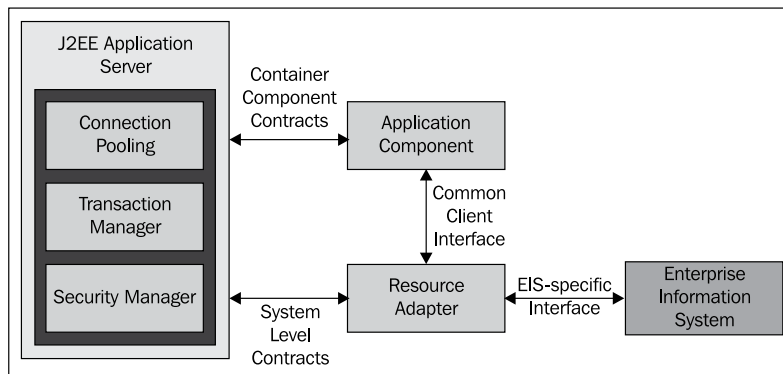 J2EE Application
Server
Connection
Pooling
Transaction
Manager
Security Manager
Container
Component
Contracts
Application
Component
Common
Client
Interface
System
Level
Contracts
Resource
Adapter
EIS-specific
Interface
Enterprise
Information
System